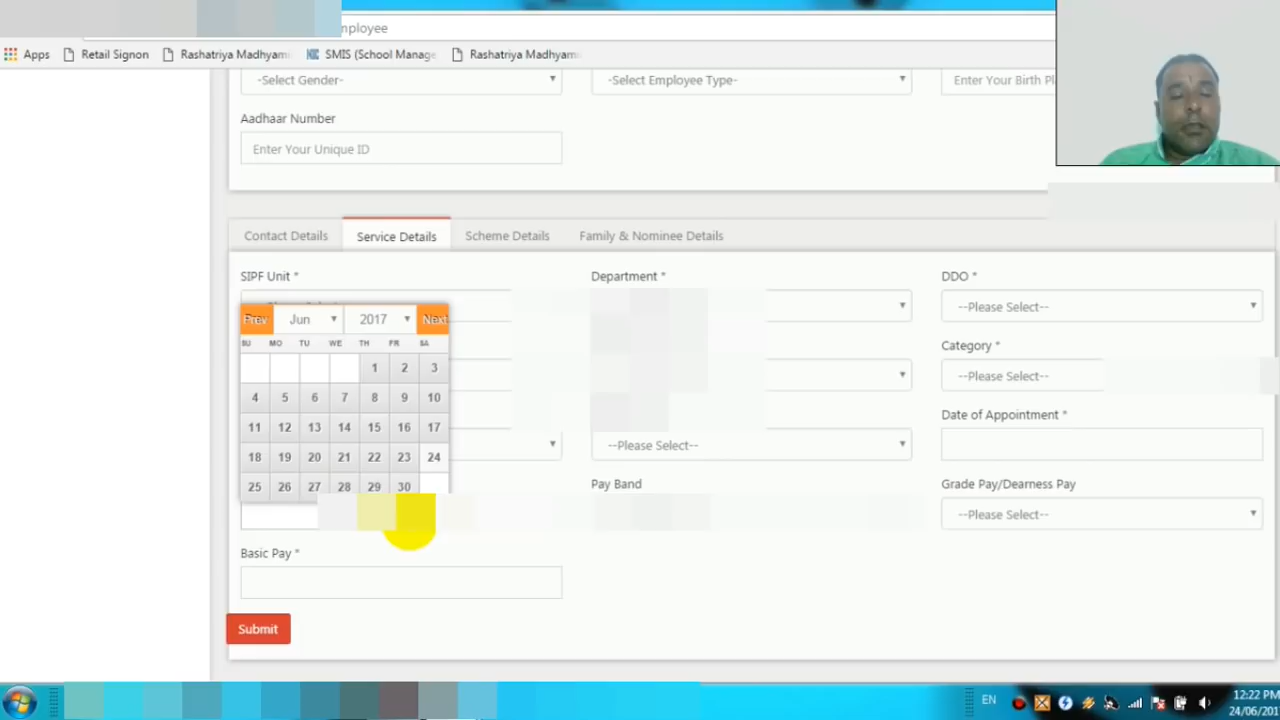 mployee
Apps Retail Signon Rashatriya Madhyam SMIS (School Manage Rashatriya Madhyam
-Select Gender- -Select Employee Type- Enter Your Birth Pl
Aadhaar Number
Enter Your Unique ID
Contact Details Service Details Scheme Details Family & Nominee Details
SIPF Unit * Department * DDO *
--Please Select--
Prev Jun 2017 Next
SU MO TU WE TH FR SA
1 2 3
4 5 6 7 8 9 10
11 12 13 14 15 16 17
18 19 20 21 22 23 24
25 26 27 28 29 30
Category *
--Please Select--
Date of Appointment *
--Please Select--
Pay Band Grade Pay/Dearness Pay
--Please Select--
Basic Pay *
Submit
EN 12:22 PM
24/06/201